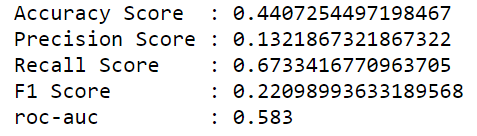 Accuracy Score  : 0.4407254497198467
Precision Score : 0.1321867321867322
Recall Score    : 0.6733416770963705
F1 Score        : 0.22098993633189568
roc-auc         : 0.583